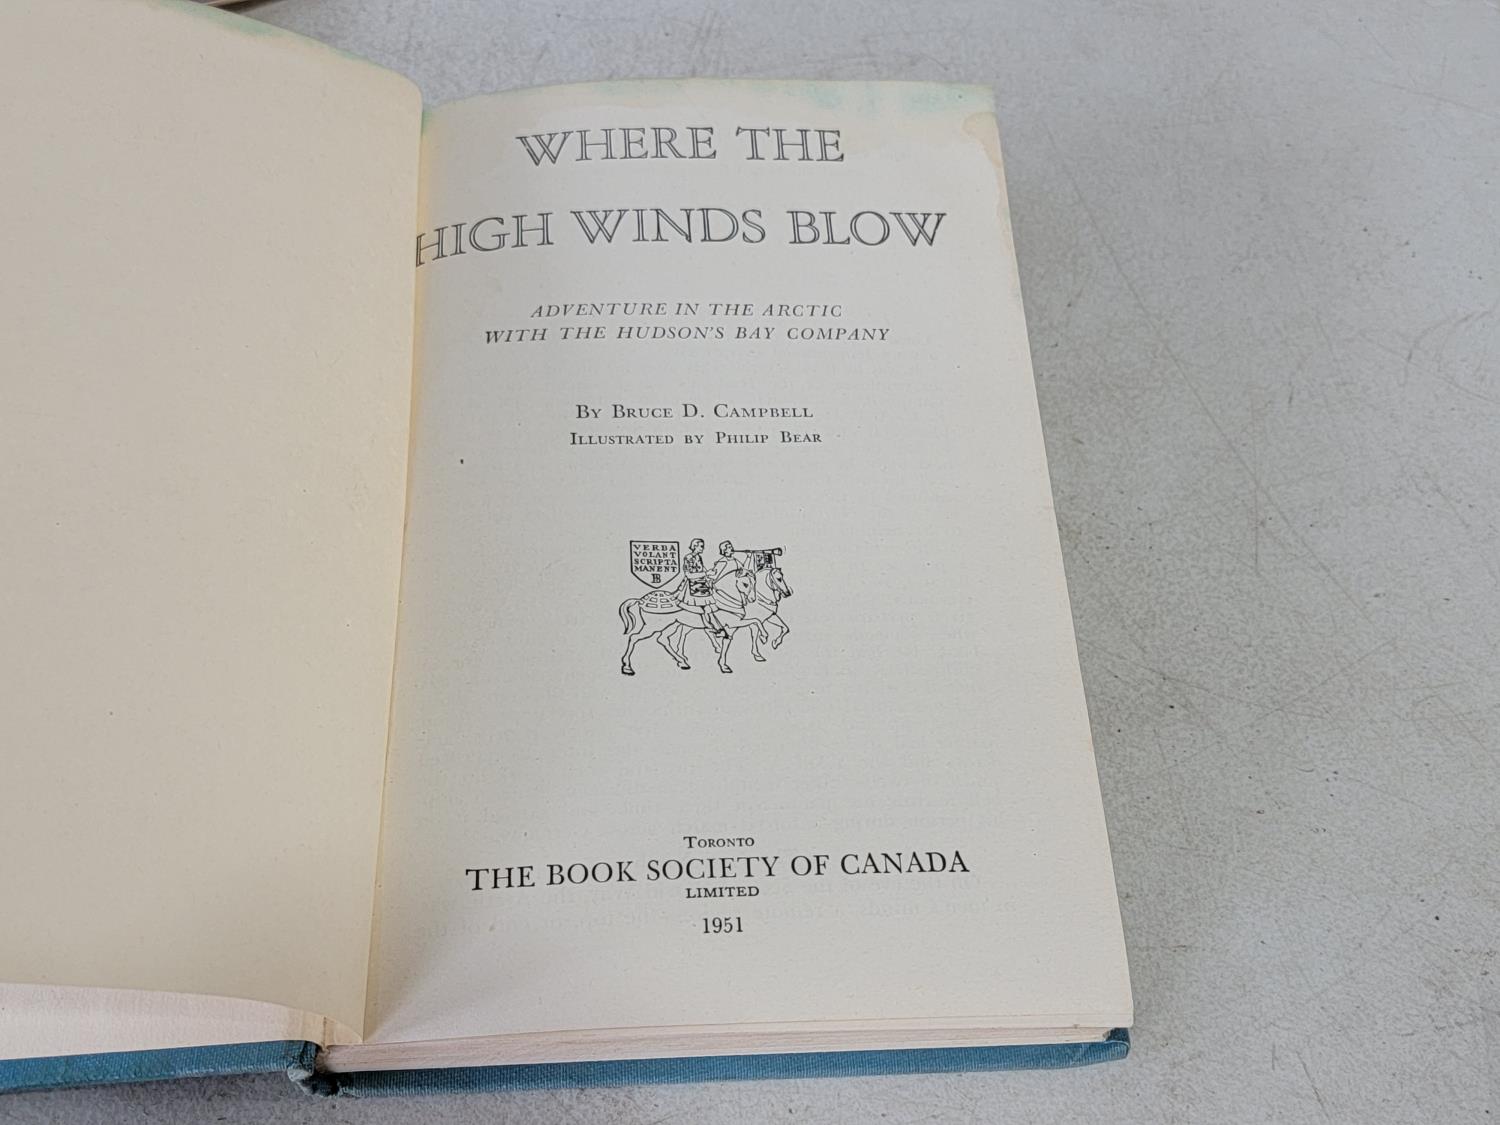 WHERE THE
HIGH WINDS BLOW
ADVENTURE IN THE ARCTIC
WITH THE HUDSON'S BAY COMPANY
BY BRUCE D. CAMPBELL
ILLUSTRATED BY PHILIP BEAR
VERBA
VOLANT
SCRIPTA
MANENT
TORONTO
THE BOOK SOCIETY OF CANADA
LIMITED
1951